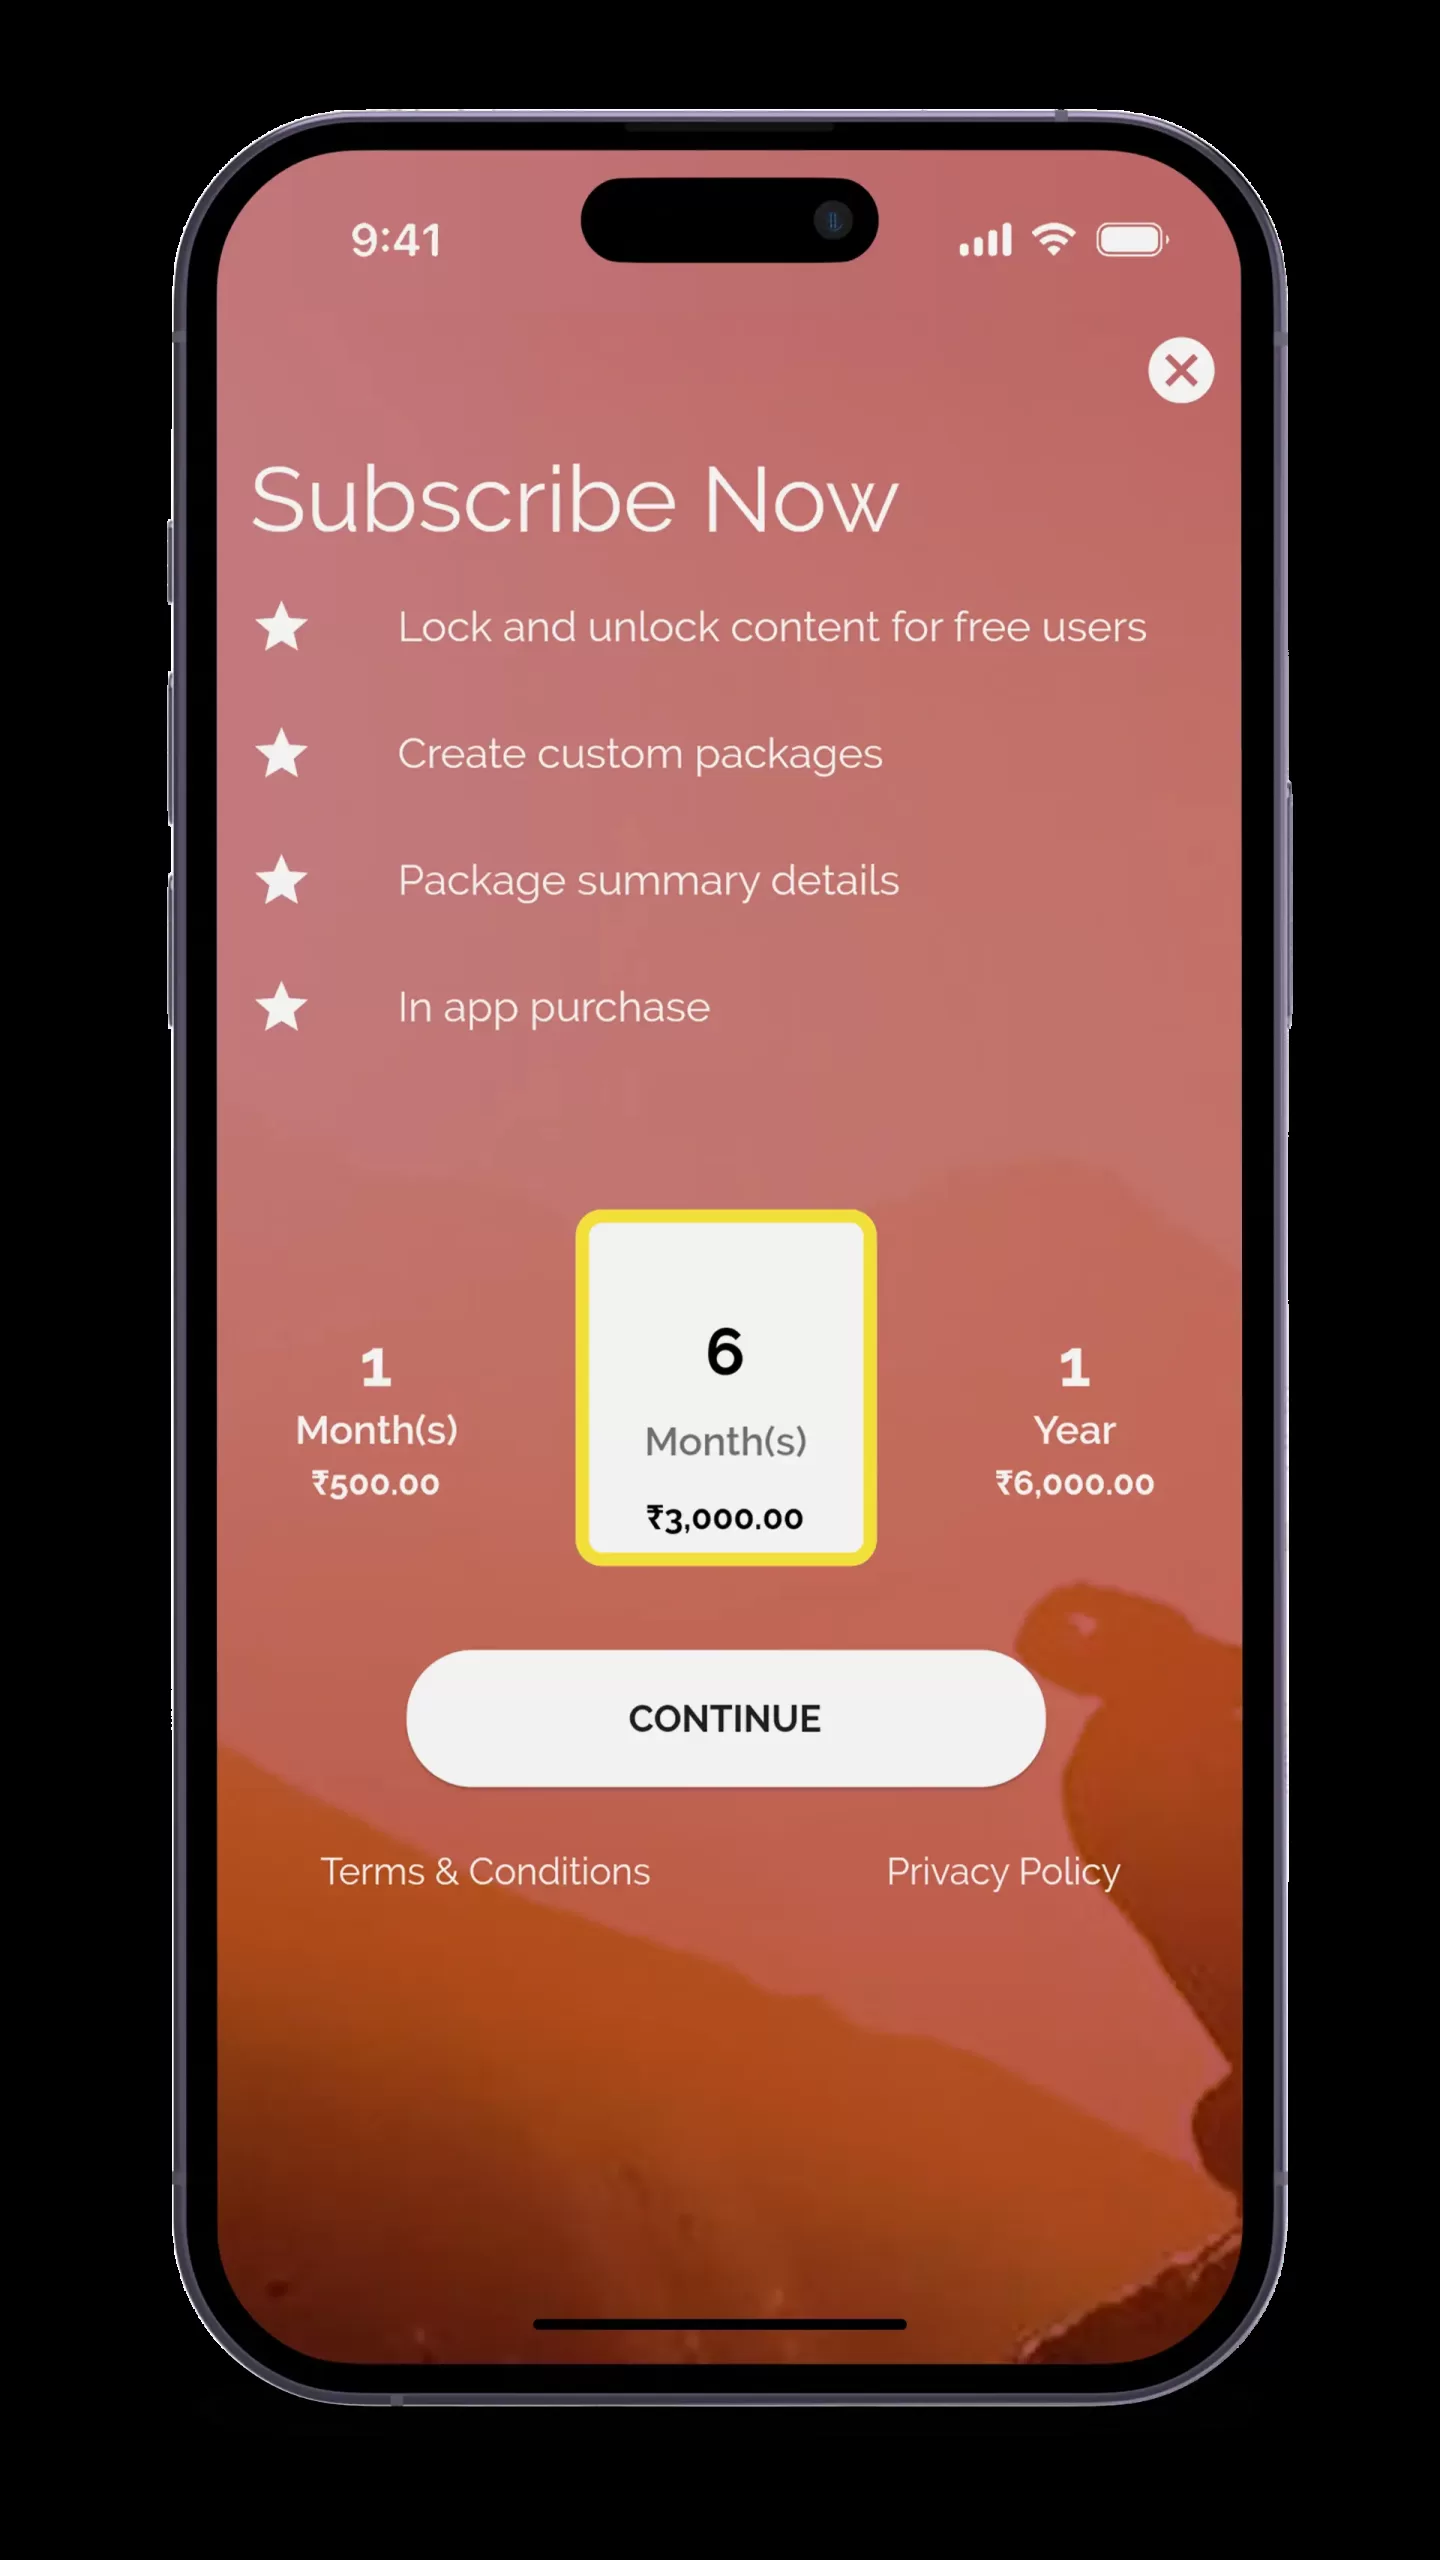 9:41
Subscribe Now
Lock and unlock content for free users
Create custom packages
Package summary details
In app purchase
1
Month(s)
₹500.00
6
Month(s)
₹3,000.00
1
Year
₹6,000.00
CONTINUE
Terms & Conditions
Privacy Policy